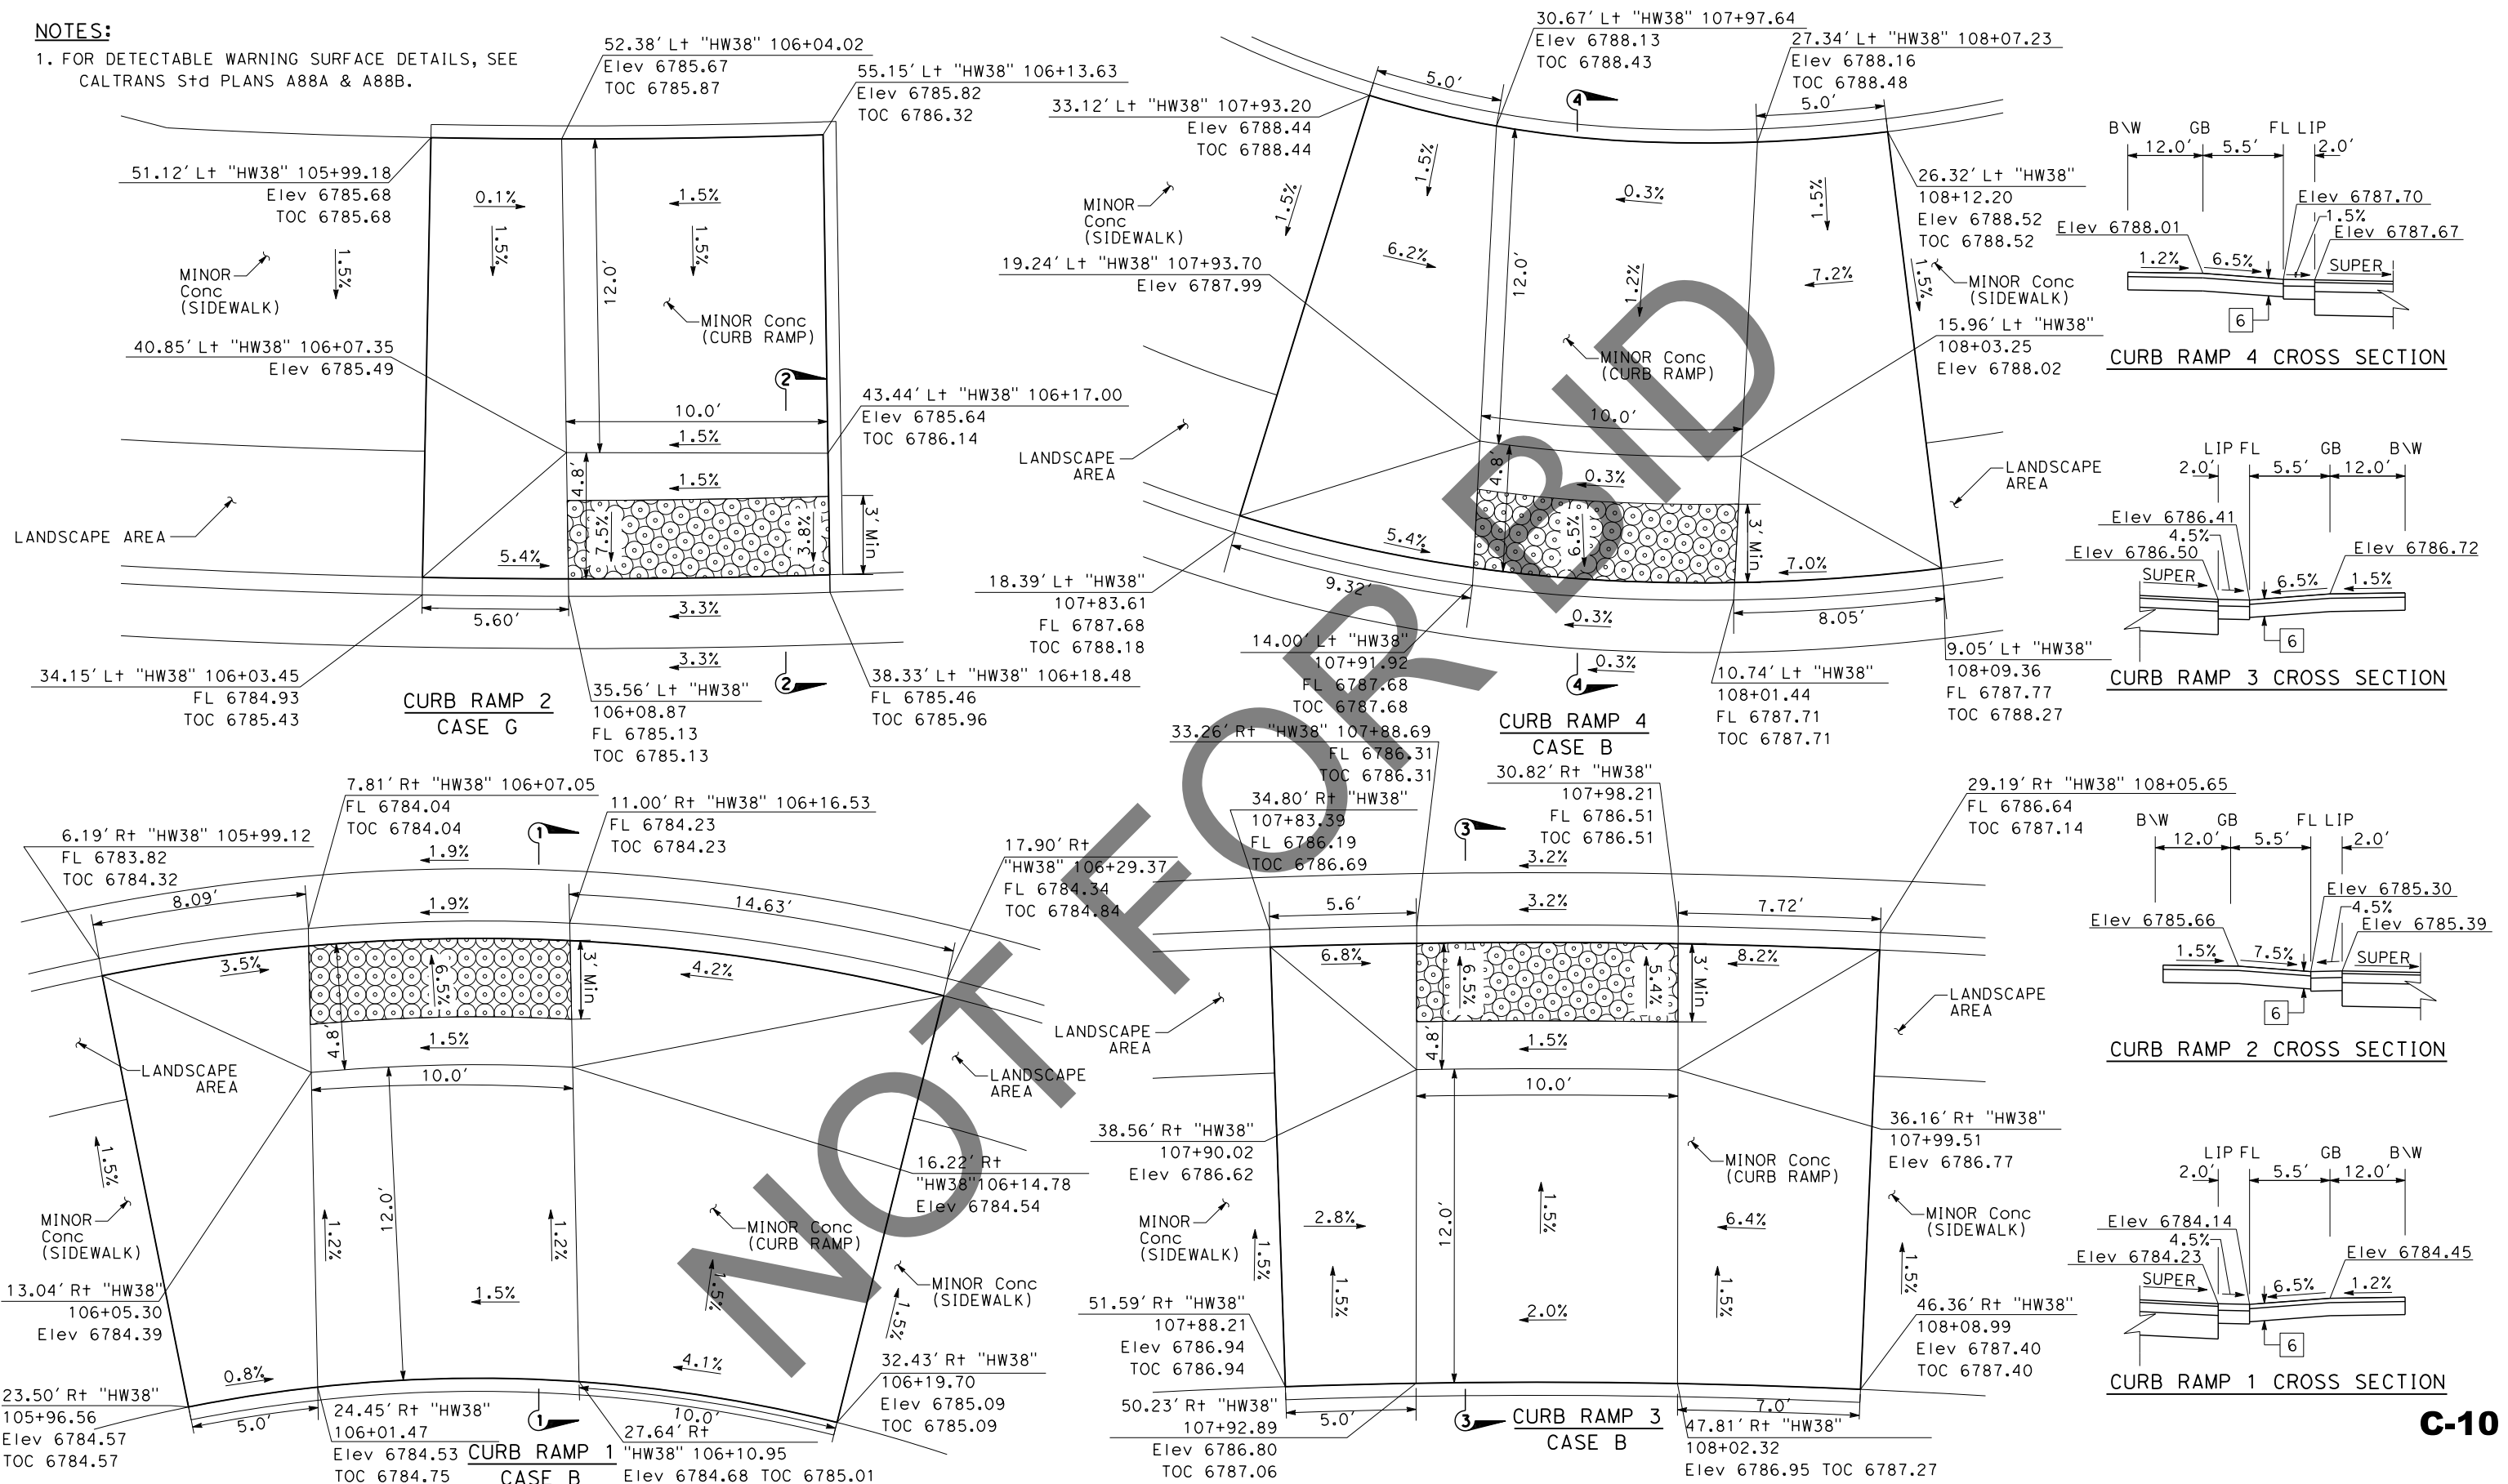 NOTES:
1. FOR DETECTABLE WARNING SURFACE DETAILS, SEE
CALTRANS Std PLANS A88A & A88B.
52.38' Lt "HW38" 106+04.02
Elev 6785.67
TOC 6785.87
55.15' Lt "HW38" 106+13.63
Elev 6785.82
TOC 6786.32
51.12' Lt "HW38" 105+99.18
Elev 6785.68
TOC 6785.68
0.1%
1.5%
1.5%
1.5%
1.5%
MINOR
Conc
(SIDEWALK)
12.0'
MINOR Conc
(CURB RAMP)
40.85' Lt "HW38" 106+07.35
Elev 6785.49
2
43.44' Lt "HW38" 106+17.00
Elev 6785.64
TOC 6786.14
10.0'
1.5%
4.8'
1.5%
LANDSCAPE AREA
7.5%
3.8%
3' Min
5.4%
5.60'
3.3%
3.3%
2
34.15' Lt "HW38" 106+03.45
FL 6784.93
TOC 6785.43
35.56' Lt "HW38"
106+08.87
FL 6785.13
TOC 6785.13
38.33' Lt "HW38" 106+18.48
FL 6785.46
TOC 6785.96
CURB RAMP 2
CASE G
30.67' Lt "HW38" 107+97.64
Elev 6788.13
TOC 6788.43
27.34' Lt "HW38" 108+07.23
Elev 6788.16
TOC 6788.48
5.0'
4
5.0'
33.12' Lt "HW38" 107+93.20
Elev 6788.44
TOC 6788.44
1.5%
1.5%
0.3%
1.5%
26.32' Lt "HW38"
108+12.20
Elev 6788.52
TOC 6788.52
MINOR
Conc
(SIDEWALK)
6.2%
12.0'
1.2%
7.2%
1.5%
MINOR Conc
(SIDEWALK)
19.24' Lt "HW38" 107+93.70
Elev 6787.99
15.96' Lt "HW38"
108+03.25
Elev 6788.02
MINOR Conc
(CURB RAMP)
10.0'
LANDSCAPE
AREA
4.8'
0.3%
LANDSCAPE
AREA
5.4%
6.5%
3' Min
7.0%
9.32'
0.3%
8.05'
18.39' Lt "HW38"
107+83.61
FL 6787.68
TOC 6788.18
14.00' Lt "HW38"
107+91.92
FL 6787.68
TOC 6787.68
4
0.3%
10.74' Lt "HW38"
108+01.44
FL 6787.71
TOC 6787.71
9.05' Lt "HW38"
108+09.36
FL 6787.77
TOC 6788.27
CURB RAMP 4
CASE B
B\W GB FL LIP
12.0' 5.5' 2.0'
Elev 6787.70
1.5%
Elev 6788.01
Elev 6787.67
1.2% 6.5% SUPER
6
CURB RAMP 4 CROSS SECTION
LIP FL GB B\W
2.0' 5.5' 12.0'
Elev 6786.41
4.5%
Elev 6786.50
Elev 6786.72
SUPER 6.5% 1.5%
6
CURB RAMP 3 CROSS SECTION
7.81' Rt "HW38" 106+07.05
FL 6784.04
TOC 6784.04
11.00' Rt "HW38" 106+16.53
FL 6784.23
TOC 6784.23
6.19' Rt "HW38" 105+99.12
FL 6783.82
TOC 6784.32
1
1.9%
17.90' Rt
"HW38" 106+29.37
FL 6784.34
TOC 6784.84
8.09'
1.9%
14.63'
3.5%
6.5%
3' Min
4.2%
4.8'
1.5%
LANDSCAPE
AREA
10.0'
LANDSCAPE
AREA
1.5%
16.22' Rt
"HW38"106+14.78
Elev 6784.54
MINOR
Conc
(SIDEWALK)
1.2%
12.0'
1.2%
MINOR Conc
(CURB RAMP)
13.04' Rt "HW38"
106+05.30
Elev 6784.39
1.5%
1.5%
1.5%
MINOR Conc
(SIDEWALK)
0.8%
4.1%
32.43' Rt "HW38"
106+19.70
Elev 6785.09
TOC 6785.09
23.50' Rt "HW38"
105+96.56
Elev 6784.57
TOC 6784.57
5.0'
24.45' Rt "HW38"
106+01.47
Elev 6784.53
TOC 6784.75
1
10.0'
27.64' Rt
"HW38" 106+10.95
Elev 6784.68 TOC 6785.01
CURB RAMP 1
CASE B
33.26' Rt "HW38" 107+88.69
FL 6786.31
TOC 6786.31
34.80' Rt "HW38"
107+83.39
FL 6786.19
TOC 6786.69
30.82' Rt "HW38"
107+98.21
FL 6786.51
TOC 6786.51
29.19' Rt "HW38" 108+05.65
FL 6786.64
TOC 6787.14
3
3.2%
5.6'
3.2%
7.72'
6.8%
6.5%
5.4%
3' Min
8.2%
LANDSCAPE
AREA
4.8'
1.5%
LANDSCAPE
AREA
10.0'
38.56' Rt "HW38"
107+90.02
Elev 6786.62
36.16' Rt "HW38"
107+99.51
Elev 6786.77
MINOR Conc
(CURB RAMP)
MINOR
Conc
(SIDEWALK)
2.8%
12.0'
1.5%
6.4%
MINOR Conc
(SIDEWALK)
1.5%
1.5%
1.5%
1.5%
2.0%
51.59' Rt "HW38"
107+88.21
Elev 6786.94
TOC 6786.94
46.36' Rt "HW38"
108+08.99
Elev 6787.40
TOC 6787.40
50.23' Rt "HW38"
107+92.89
Elev 6786.80
TOC 6787.06
5.0'
3
7.0'
47.81' Rt "HW38"
108+02.32
Elev 6786.95 TOC 6787.27
CURB RAMP 3
CASE B
B\W GB FL LIP
12.0' 5.5' 2.0'
Elev 6785.30
4.5%
Elev 6785.66
Elev 6785.39
1.5% 7.5% SUPER
6
CURB RAMP 2 CROSS SECTION
LIP FL GB B\W
2.0' 5.5' 12.0'
Elev 6784.14
4.5%
Elev 6784.23
Elev 6784.45
SUPER 6.5% 1.2%
6
CURB RAMP 1 CROSS SECTION
C-10
NOT FOR BID